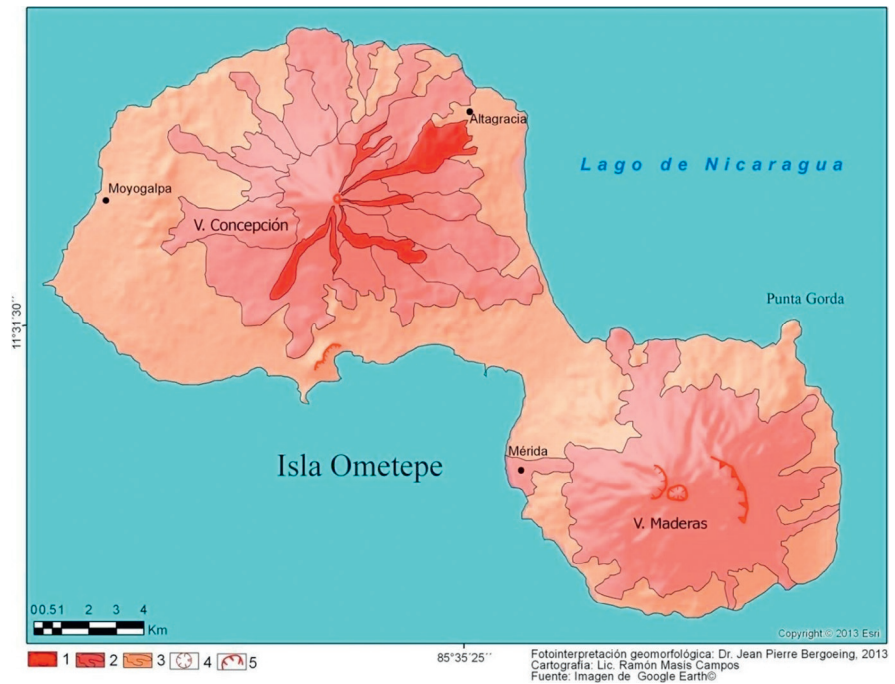 Altagracia
Lago de Nicaragua
Moyogalpa
V. Concepción
Punta Gorda
11°31'30´´
Mérida
Isla Ometepe
V. Maderas
0 0.5 1 2 3 4
Km
Copyright © 2013 Esri
1 2 3 4 5
85°35'25´´
Fotointerpretación geomorfológica: Dr. Jean Pierre Bergoeing, 2013
Cartografía: Lic. Ramón Masís Campos
Fuente: Imagen de Google Earth©